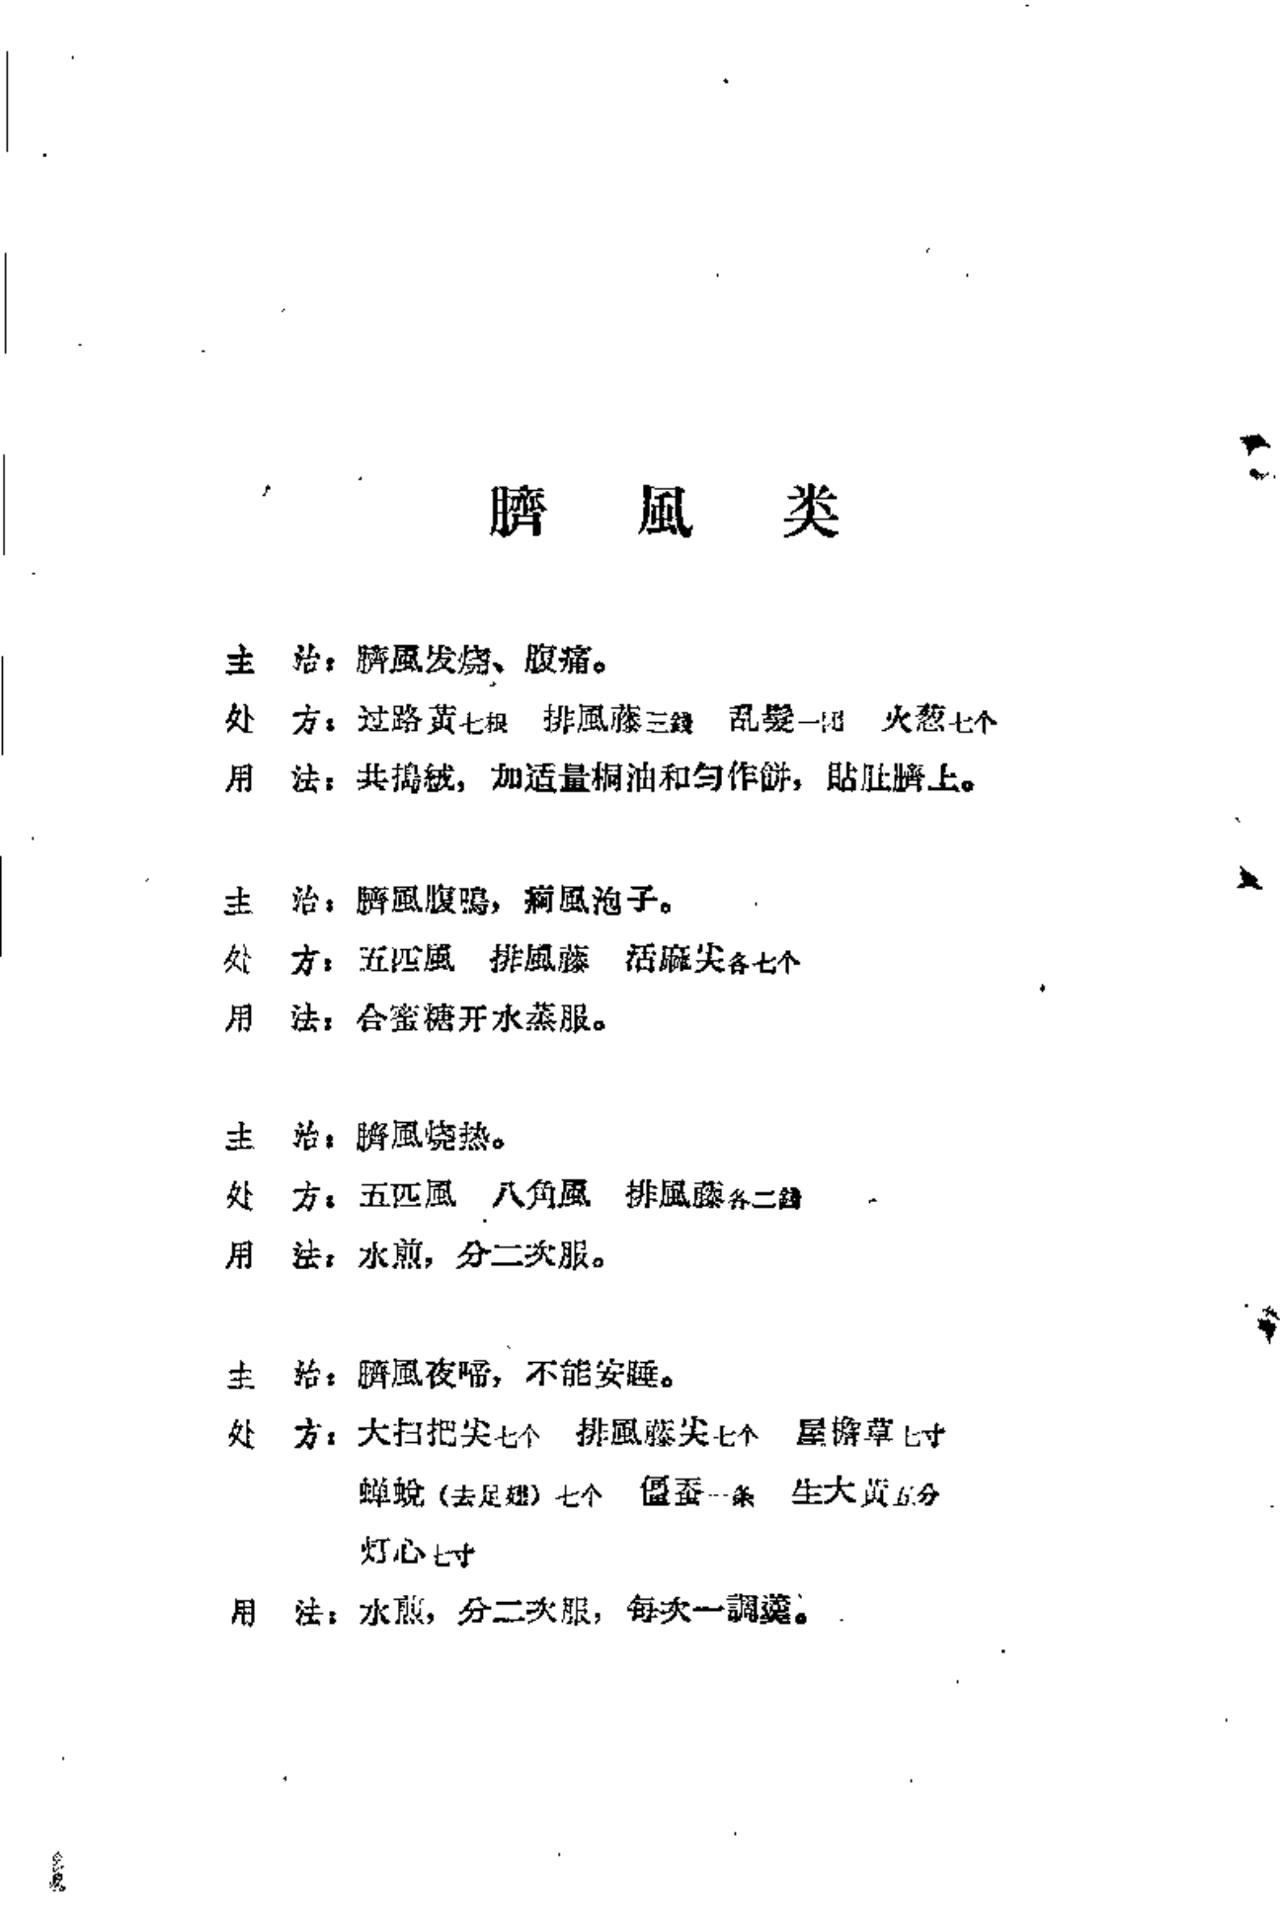 臍風类
主　治：臍風发烧、腹痛。
处　方：过路黃七根　排風藤三錢　乱髮一团　火葱七个
用　法：共搗絨，加适量桐油和匀作餅，貼肚臍上。
主　治：臍風腹鳴，痾風泡子。
处　方：五匹風　排風藤　活麻尖各七个
用　法：合蜜糖开水蒸服。
主　治：臍風烧热。
处　方：五匹風　八角風　排風藤各二錢
用　法：水煎，分二次服。
主　治：臍風夜啼，不能安睡。
处　方：大扫把尖七个　排風藤尖七个　屋檐草七寸
蝉蛻（去足翅）七个　僵蚕一条　生大黃五分
灯心七寸
用　法：水煎，分二次服，每次一調羹。